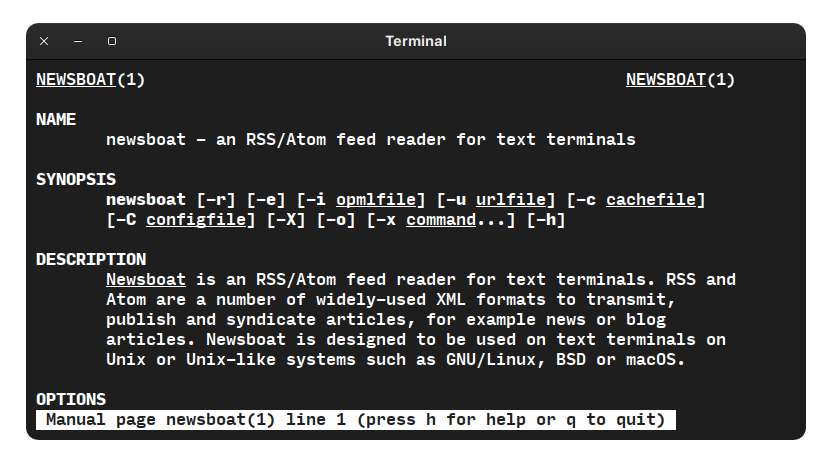 Terminal
NEWSBOAT(1) NEWSBOAT(1)
NAME
newsboat – an RSS/Atom feed reader for text terminals
SYNOPSIS
newsboat [–r] [–e] [–i opmlfile] [–u urlfile] [–c cachefile]
[–C configfile] [–X] [–o] [–x command...] [–h]
DESCRIPTION
Newsboat is an RSS/Atom feed reader for text terminals. RSS and
Atom are a number of widely–used XML formats to transmit,
publish and syndicate articles, for example news or blog
articles. Newsboat is designed to be used on text terminals on
Unix or Unix–like systems such as GNU/Linux, BSD or macOS.
OPTIONS
Manual page newsboat(1) line 1 (press h for help or q to quit)